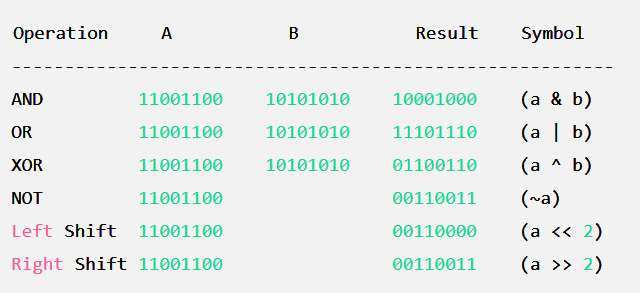 Operation A B Result Symbol
---------------------------------------------------------
AND 11001100 10101010 10001000 (a & b)
OR 11001100 10101010 11101110 (a | b)
XOR 11001100 10101010 01100110 (a ^ b)
NOT 11001100 00110011 (~a)
Left Shift 11001100 00110000 (a << 2)
Right Shift 11001100 00110011 (a >> 2)